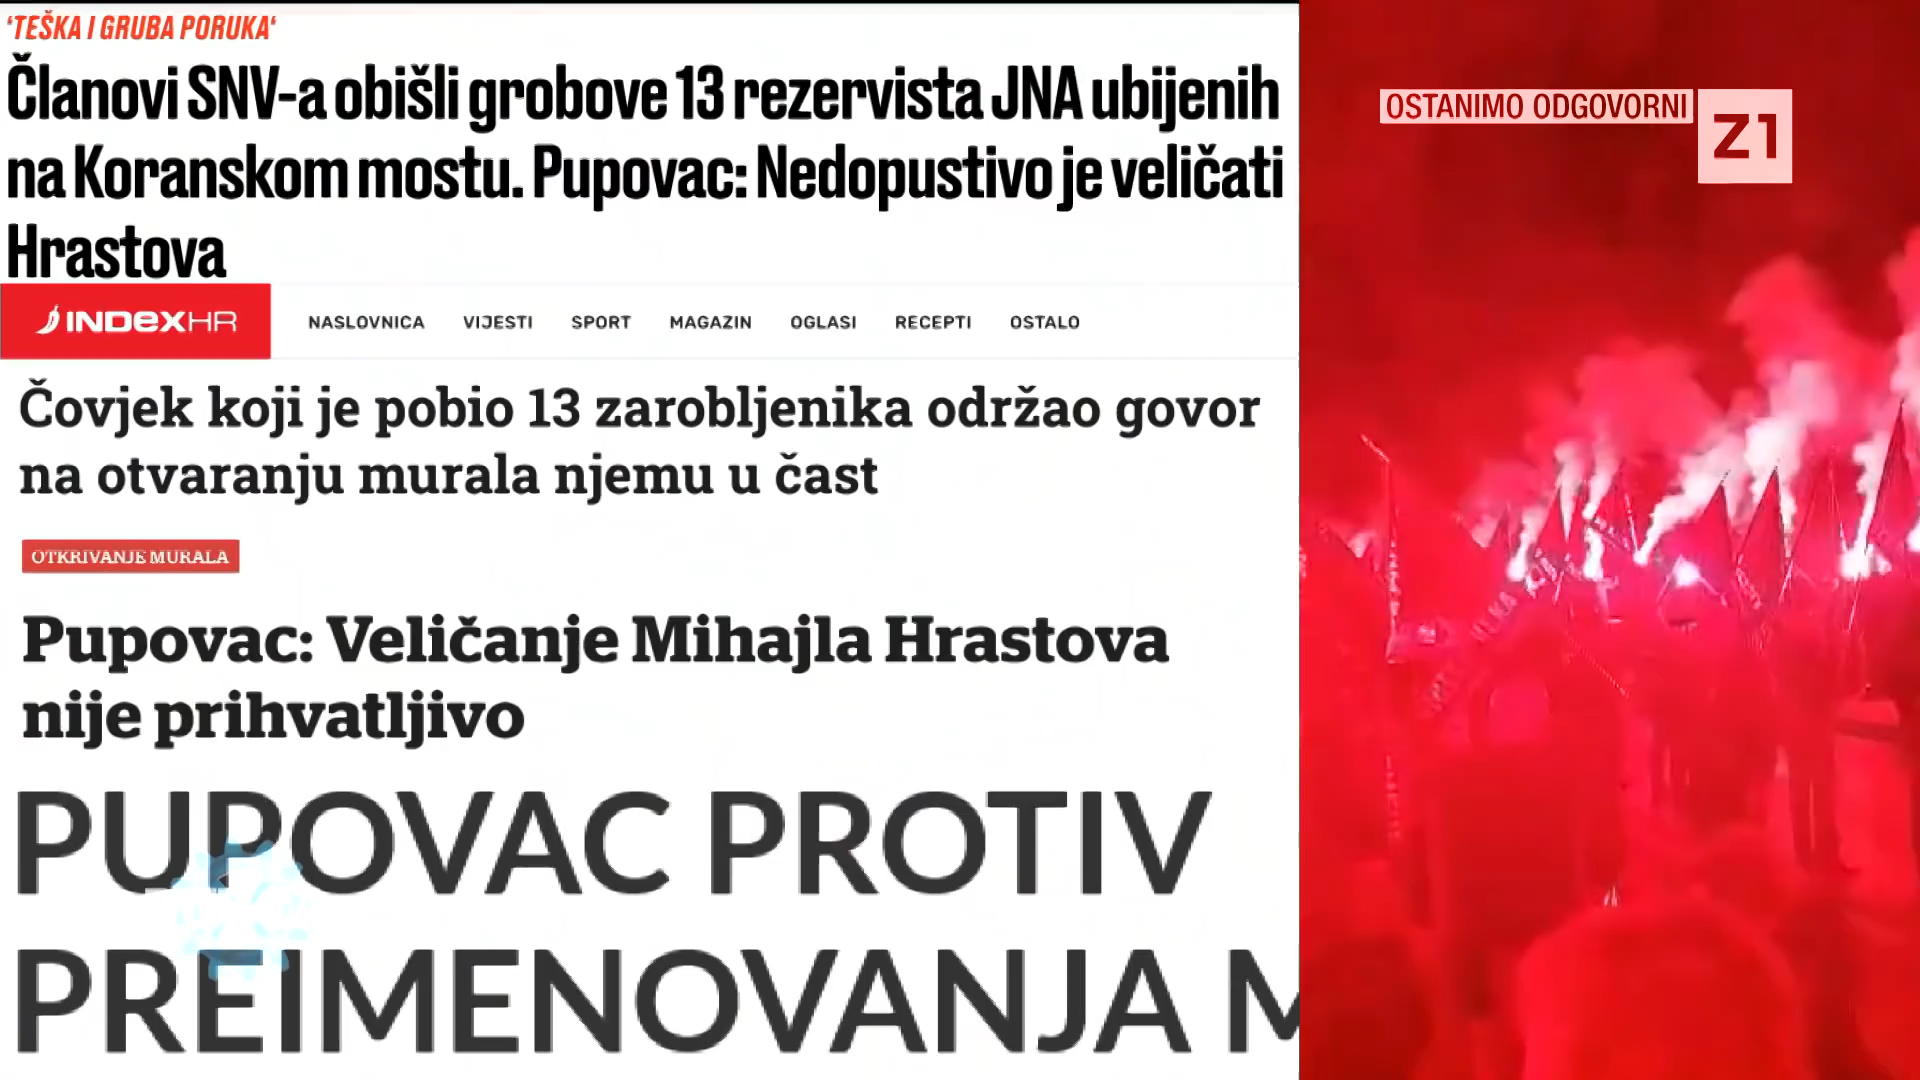 'TEŠKA I GRUBA PORUKA'
Članovi SNV-a obišli grobove 13 rezervista JNA ubijenih
na Koranskom mostu. Pupovac: Nedopustivo je veličati
Hrastova
INDEXHR NASLOVNICA VIJESTI SPORT MAGAZIN OGLASI RECEPTI OSTALO
Čovjek koji je pobio 13 zarobljenika održao govor
na otvaranju murala njemu u čast
OTKRIVANJE MURALA
Pupovac: Veličanje Mihajla Hrastova
nije prihvatljivo
PUPOVAC PROTIV
PREIMENOVANJA M
OSTANIMO ODGOVORNI
Z1